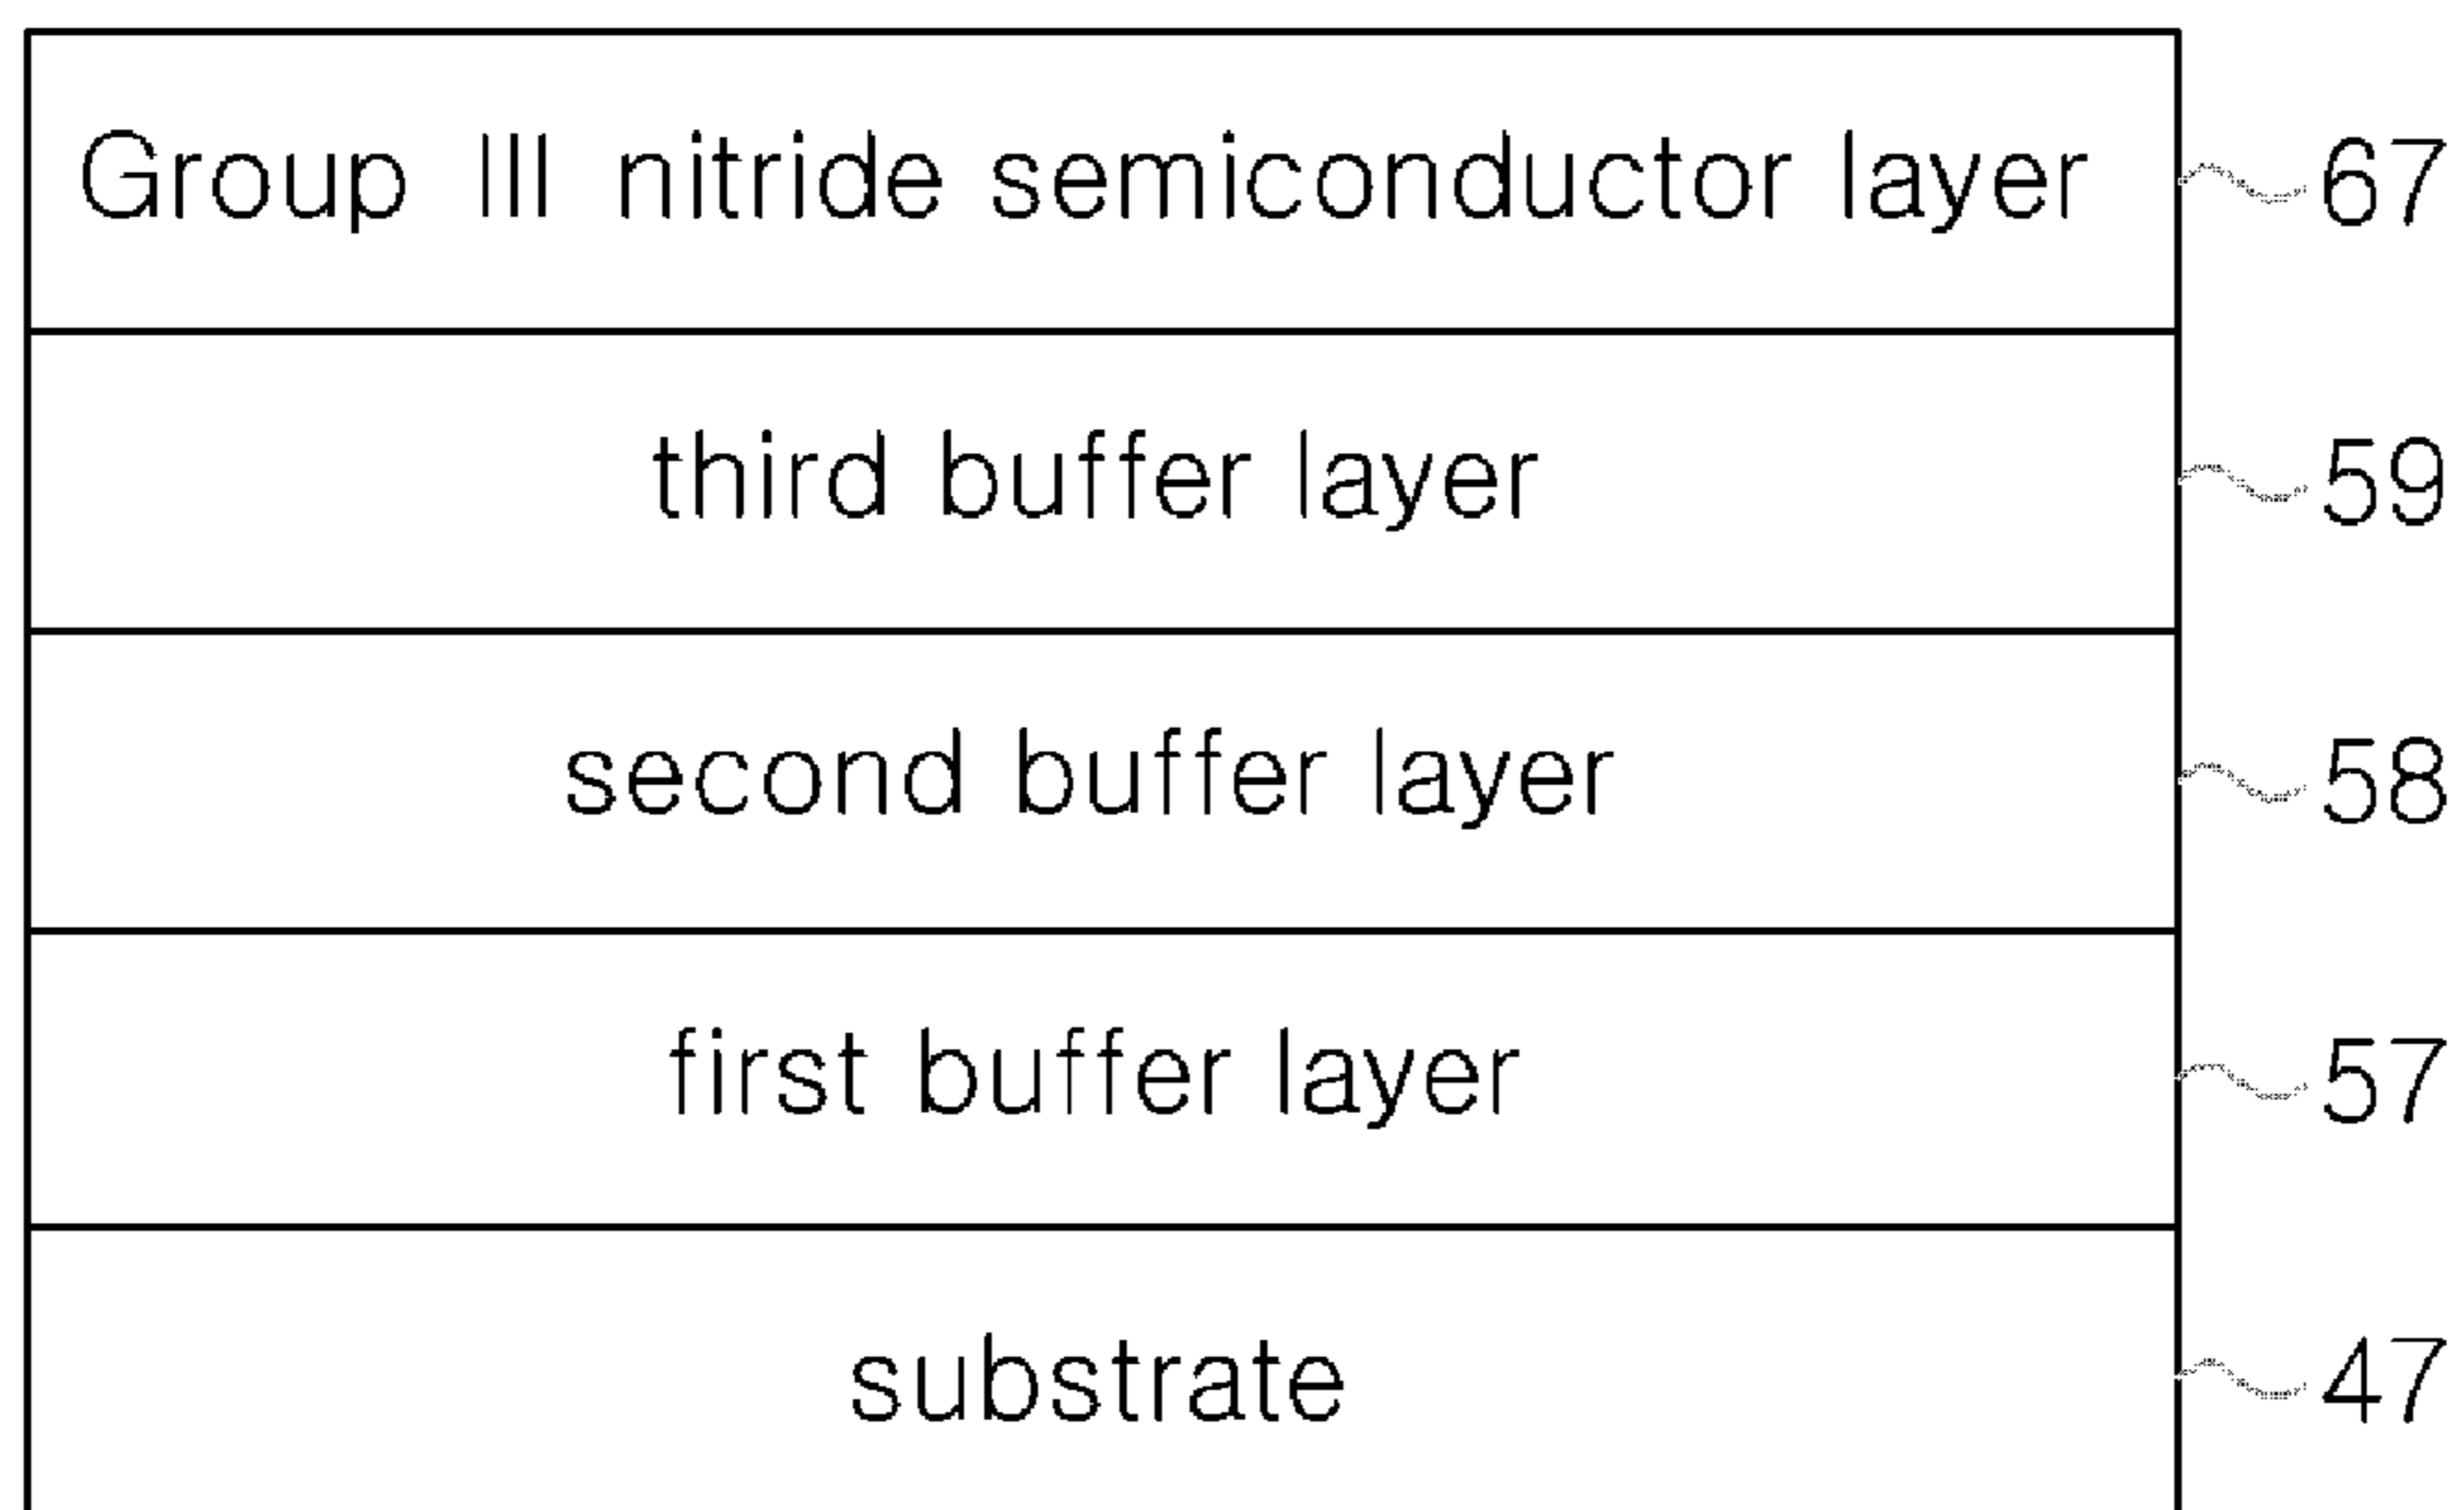 Group III nitride semiconductor layer 67
third buffer layer 59
second buffer layer 58
first buffer layer 57
substrate 47